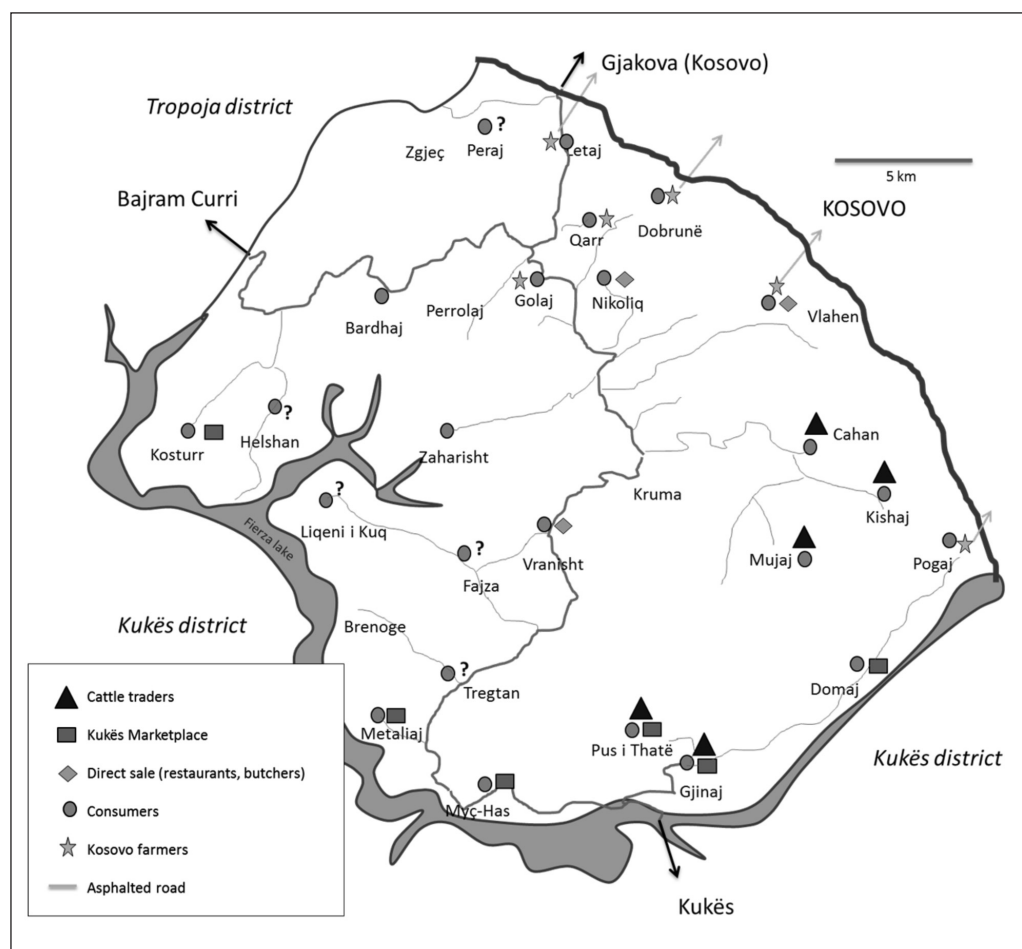 Gjakova (Kosovo)
Tropoja district
?
Zgjeç
Peraj
Letaj
5 km
Bajram Curri
KOSOVO
Qarr
Dobrunë
Perrolaj
Golaj
Nikoliq
Bardhaj
Vlahen
?
Kosturr
Helshan
Zaharisht
Cahan
Kruma
Kishaj
?
Liqeni i Kuq
Fierza lake
?
Vranisht
Fajza
Mujaj
Pogaj
Kukës district
Brenoge
?
Tregtan
Domaj
Metaliaj
Pus i Thatë
Kukës district
Gjinaj
Myç-Has
Kukës
Cattle traders
Kukës Marketplace
Direct sale (restaurants, butchers)
Consumers
Kosovo farmers
Asphalted road